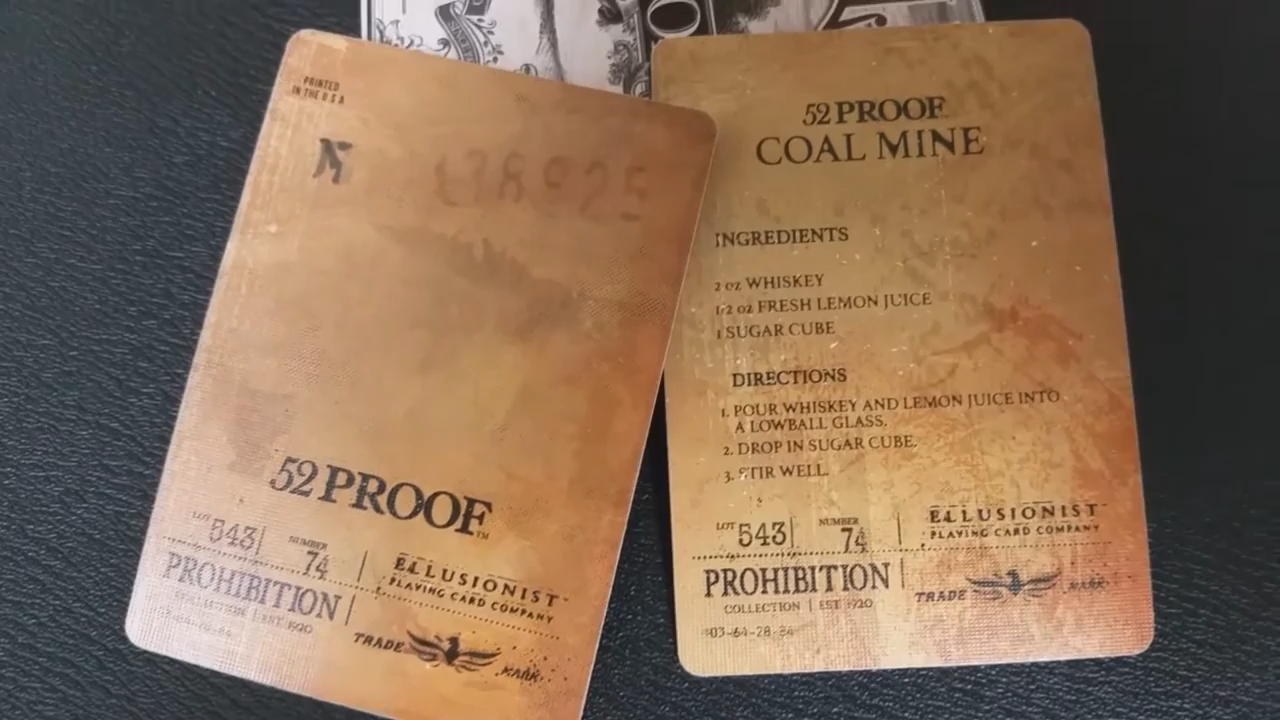 PRINTED
IN THE U S A
N 178925
52 PROOF™
LOT 543 | NUMBER 74 |
ELLUSIONIST
PLAYING CARD COMPANY
PROHIBITION |
COLLECTION | EST 1920
TRADE MARK
52 PROOF
COAL MINE
INGREDIENTS
2 oz WHISKEY
1/2 oz FRESH LEMON JUICE
1 SUGAR CUBE
DIRECTIONS
1. POUR WHISKEY AND LEMON JUICE INTO
A LOWBALL GLASS.
2. DROP IN SUGAR CUBE.
3. STIR WELL.
LOT 543 | NUMBER 74 |
ELLUSIONIST
PLAYING CARD COMPANY
PROHIBITION |
COLLECTION | EST 1920
TRADE MARK
03-64-28-84